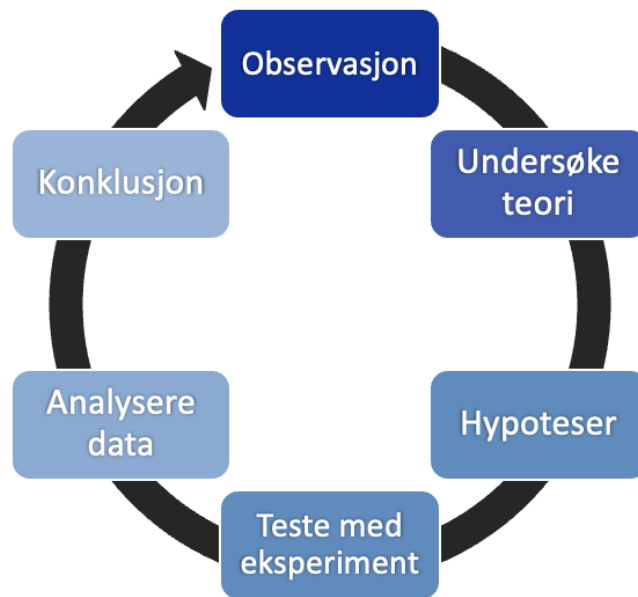 Observasjon
Undersøke
teori
Hypoteser
Teste med
eksperiment
Analysere
data
Konklusjon